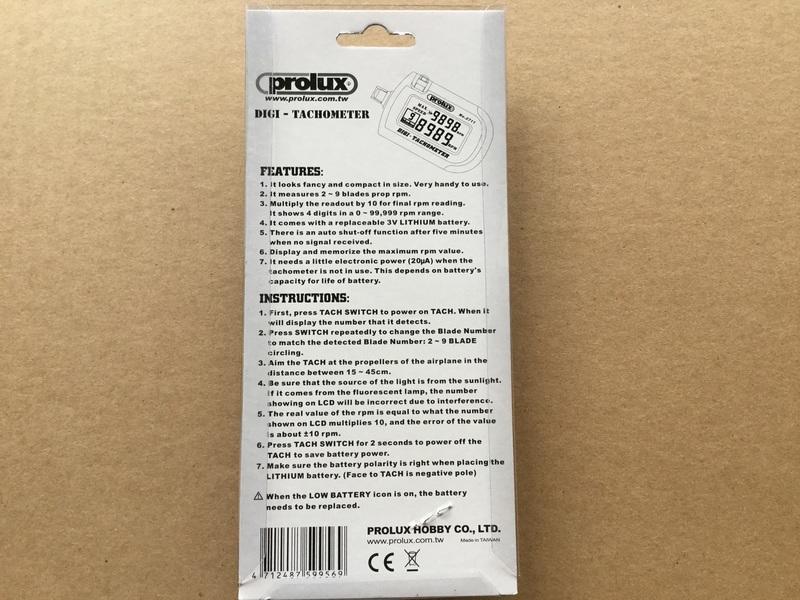 prolux
www.prolux.com.tw
DIGI - TACHOMETER
prolux
No.2711
MAX
SPEED
9898
RPM
9
8989
RPM
DIGI-TACHOMETER
FEATURES:
1. It looks fancy and compact in size. Very handy to use.
2. It measures 2 ~ 9 blades prop rpm.
3. Multiply the readout by 10 for final rpm reading.
It shows 4 digits in a 0 ~ 99,999 rpm range.
4. It comes with a replaceable 3V LITHIUM battery.
5. There is an auto shut-off function after five minutes
when no signal received.
6. Display and memorize the maximum rpm value.
7. It needs a little electronic power (20μA) when the
tachometer is not in use. This depends on battery's
capacity for life of battery.
INSTRUCTIONS:
1. First, press TACH SWITCH to power on TACH. When it
will display the number that it detects.
2. Press SWITCH repeatedly to change the Blade Number
to match the detected Blade Number: 2 ~ 9 BLADE
circling.
3. Aim the TACH at the propellers of the airplane in the
distance between 15 ~ 45cm.
4. Be sure that the source of the light is from the sunlight.
if it comes from the fluorescent lamp, the number
showing on LCD will be incorrect due to interference.
5. The real value of the rpm is equal to what the number
shown on LCD multiplies 10, and the error of the value
is about ±10 rpm.
6. Press TACH SWITCH for 2 seconds to power off the
TACH to save battery power.
7. Make sure the battery polarity is right when placing the
LITHIUM battery. (Face to TACH is negative pole)
When the LOW BATTERY icon is on, the battery
needs to be replaced.
PROLUX HOBBY CO., LTD.
www.prolux.com.tw Made in TAIWAN
CE
4 712487 599569